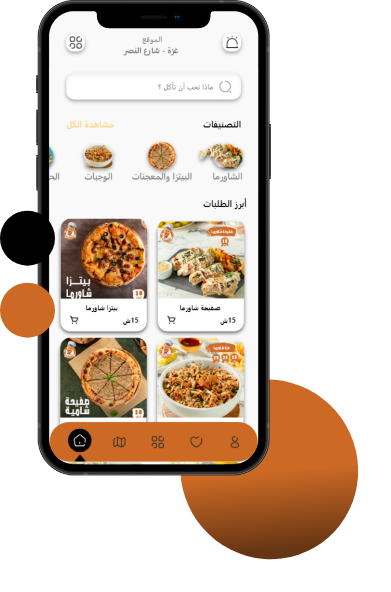 الموقع
غزة - شارع النصر
ماذا تحب أن تأكل ؟
التصنيفات
مشاهدة الكل
الشاورما
البيتزا والمعجنات
الوجبات
الح
أبرز الطلبات
بيتزا
شاورما
صفيحة شاورما
15ش
بيتزا شاورما
15ش
صفيحة
شامية